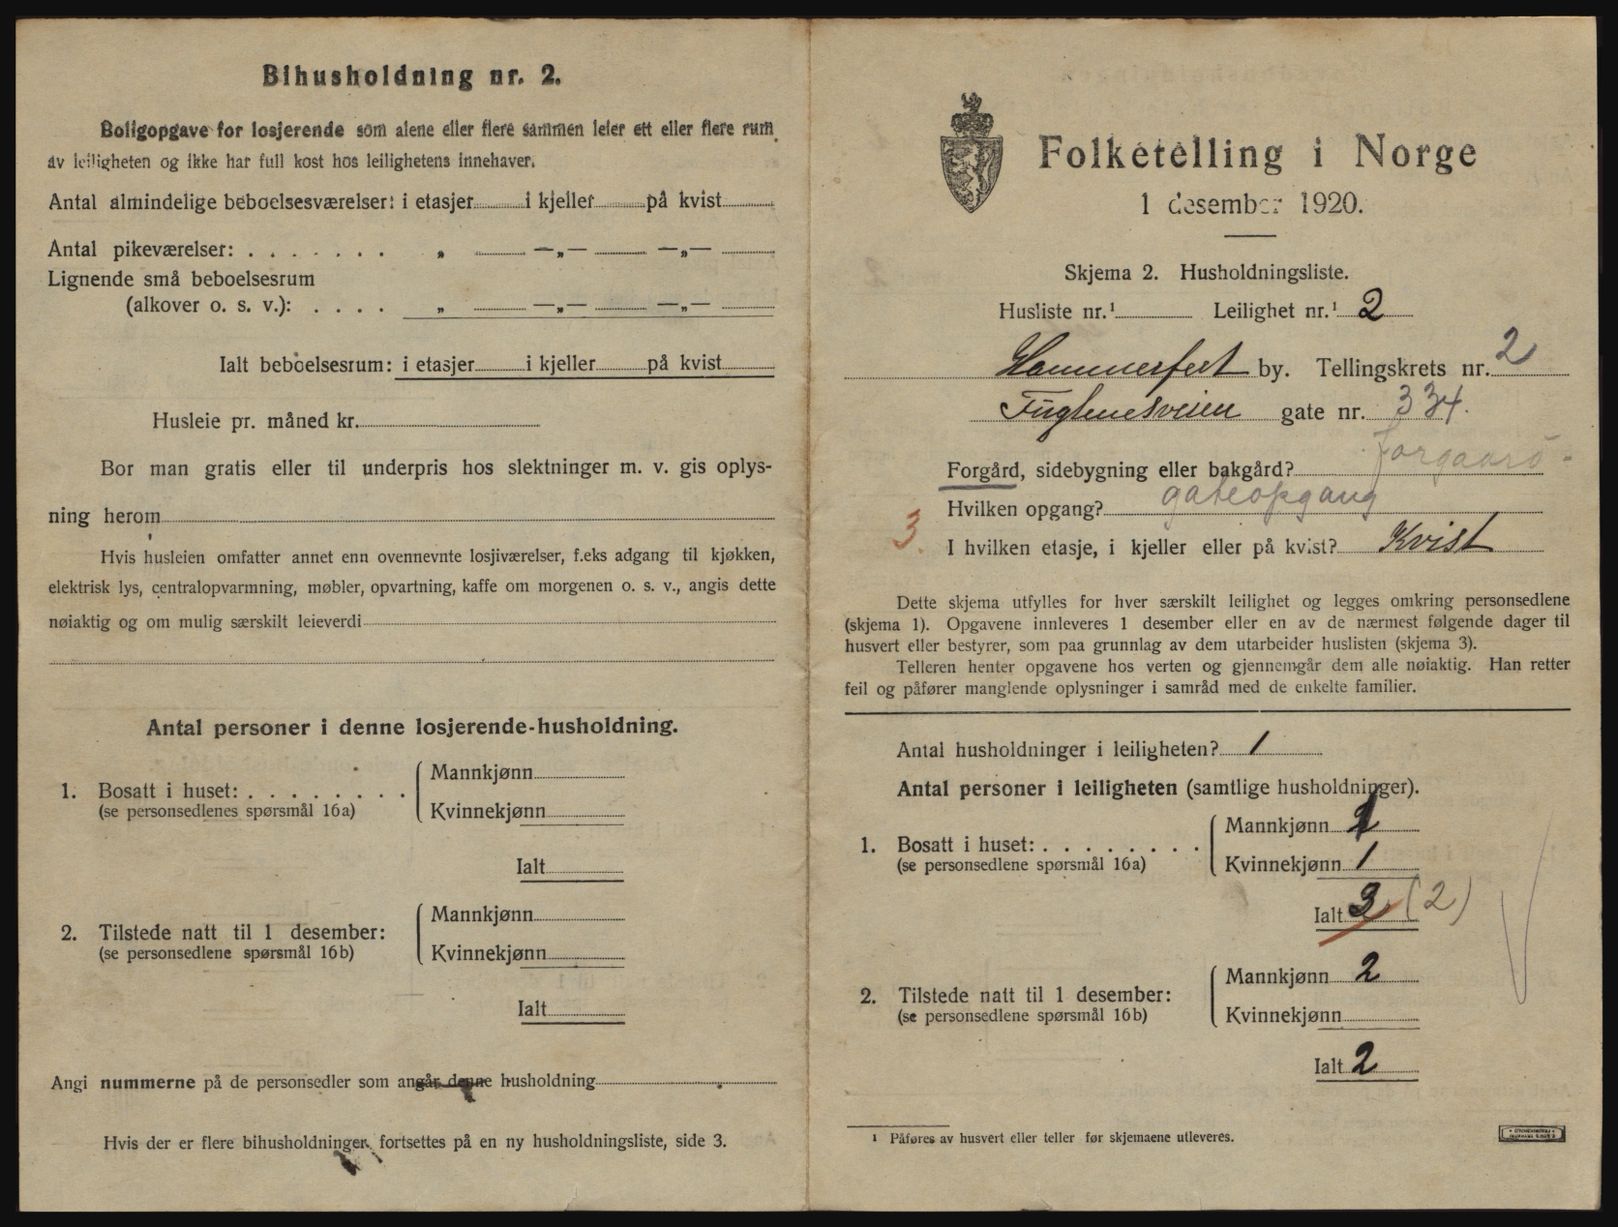 Bihusholdning nr. 2.
Boligopgave for losjerende som alene eller flere sammen leier ett eller flere rum
av leiligheten og ikke har full kost hos leilighetens innehaver.
Antal almindelige beboelsesværelser: i etasjer i kjeller på kvist
Antal pikeværelser: . . . . . . . „ —„— —„—
Lignende små beboelsesrum
(alkover o. s. v.): . . . . „ —„— —„—
Ialt beboelsesrum: i etasjer i kjeller på kvist
Husleie pr. måned kr.
Bor man gratis eller til underpris hos slektninger m. v. gis oplys-
ning herom
Hvis husleien omfatter annet enn ovennevnte losjiværelser, f.eks adgang til kjøkken,
elektrisk lys, centralopvarmning, møbler, opvartning, kaffe om morgenen o. s. v., angis dette
nøiaktig og om mulig særskilt leieverdi
Antal personer i denne losjerende-husholdning.
1. Bosatt i huset: . . . . . . . .
(se personsedlenes spørsmål 16a)
Mannkjønn
Kvinnekjønn
Ialt
2. Tilstede natt til 1 desember:
(se personsedlene spørsmål 16b)
Mannkjønn
Kvinnekjønn
Ialt
Angi nummerne på de personsedler som angår denne husholdning
Hvis der er flere bihusholdninger, fortsettes på en ny husholdningsliste, side 3.
Folketelling i Norge
1 desember 1920.
Skjema 2. Husholdningsliste.
Husliste nr.¹ Leilighet nr.¹ 2
Hammerfest by. Tellingskrets nr. 2
Fuglenesveien gate nr. 334.
Forgård, sidebygning eller bakgård? forgaard-
Hvilken opgang? gateopgang
3. I hvilken etasje, i kjeller eller på kvist? Kvist
Dette skjema utfylles for hver særskilt leilighet og legges omkring personsedlene
(skjema 1). Opgavene innleveres 1 desember eller en av de nærmest følgende dager til
husvert eller bestyrer, som paa grunnlag av dem utarbeider huslisten (skjema 3).
Telleren henter opgavene hos verten og gjennemgår dem alle nøiaktig. Han retter
feil og påfører manglende oplysninger i samråd med de enkelte familier.
Antal husholdninger i leiligheten? 1
Antal personer i leiligheten (samtlige husholdninger).
1. Bosatt i huset: . . . . . . . .
(se personsedlene spørsmål 16a)
Mannkjønn
Kvinnekjønn 1
Ialt 3 (2)
2. Tilstede natt til 1 desember:
(se personsedlene spørsmål 16b)
Mannkjønn 2
Kvinnekjønn
Ialt 2
¹ Påføres av husvert eller teller før skjemaene utleveres.